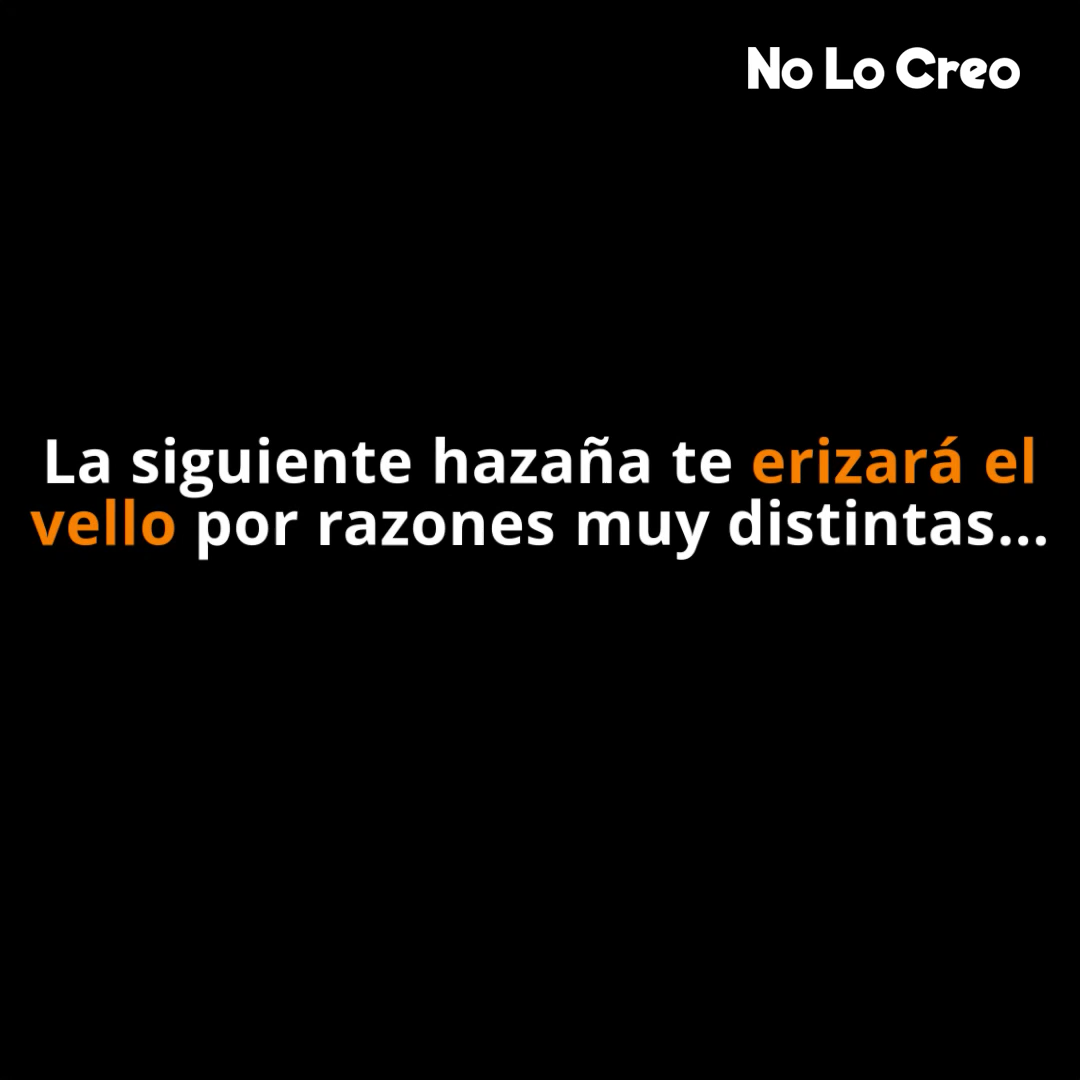 No Lo Creo
La siguiente hazaña te erizará el
vello por razones muy distintas...